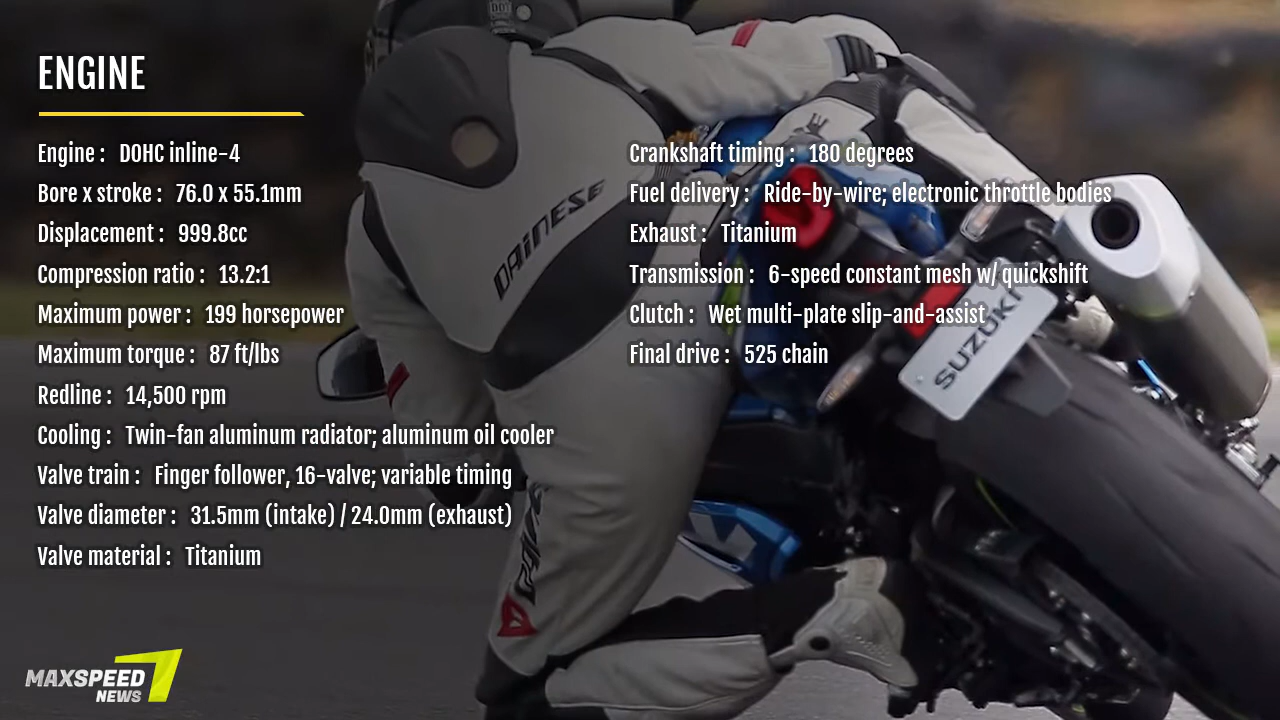 ENGINE
Engine : DOHC inline-4
Bore x stroke : 76.0 x 55.1mm
Displacement : 999.8cc
Compression ratio : 13.2:1
Maximum power : 199 horsepower
Maximum torque : 87 ft/lbs
Redline : 14,500 rpm
Cooling : Twin-fan aluminum radiator; aluminum oil cooler
Valve train : Finger follower, 16-valve; variable timing
Valve diameter : 31.5mm (intake) / 24.0mm (exhaust)
Valve material : Titanium
Crankshaft timing : 180 degrees
Fuel delivery : Ride-by-wire; electronic throttle bodies
Exhaust : Titanium
Transmission : 6-speed constant mesh w/ quickshift
Clutch : Wet multi-plate slip-and-assist
Final drive : 525 chain
DAINESE
SUZUKI
MAXSPEED
NEWS